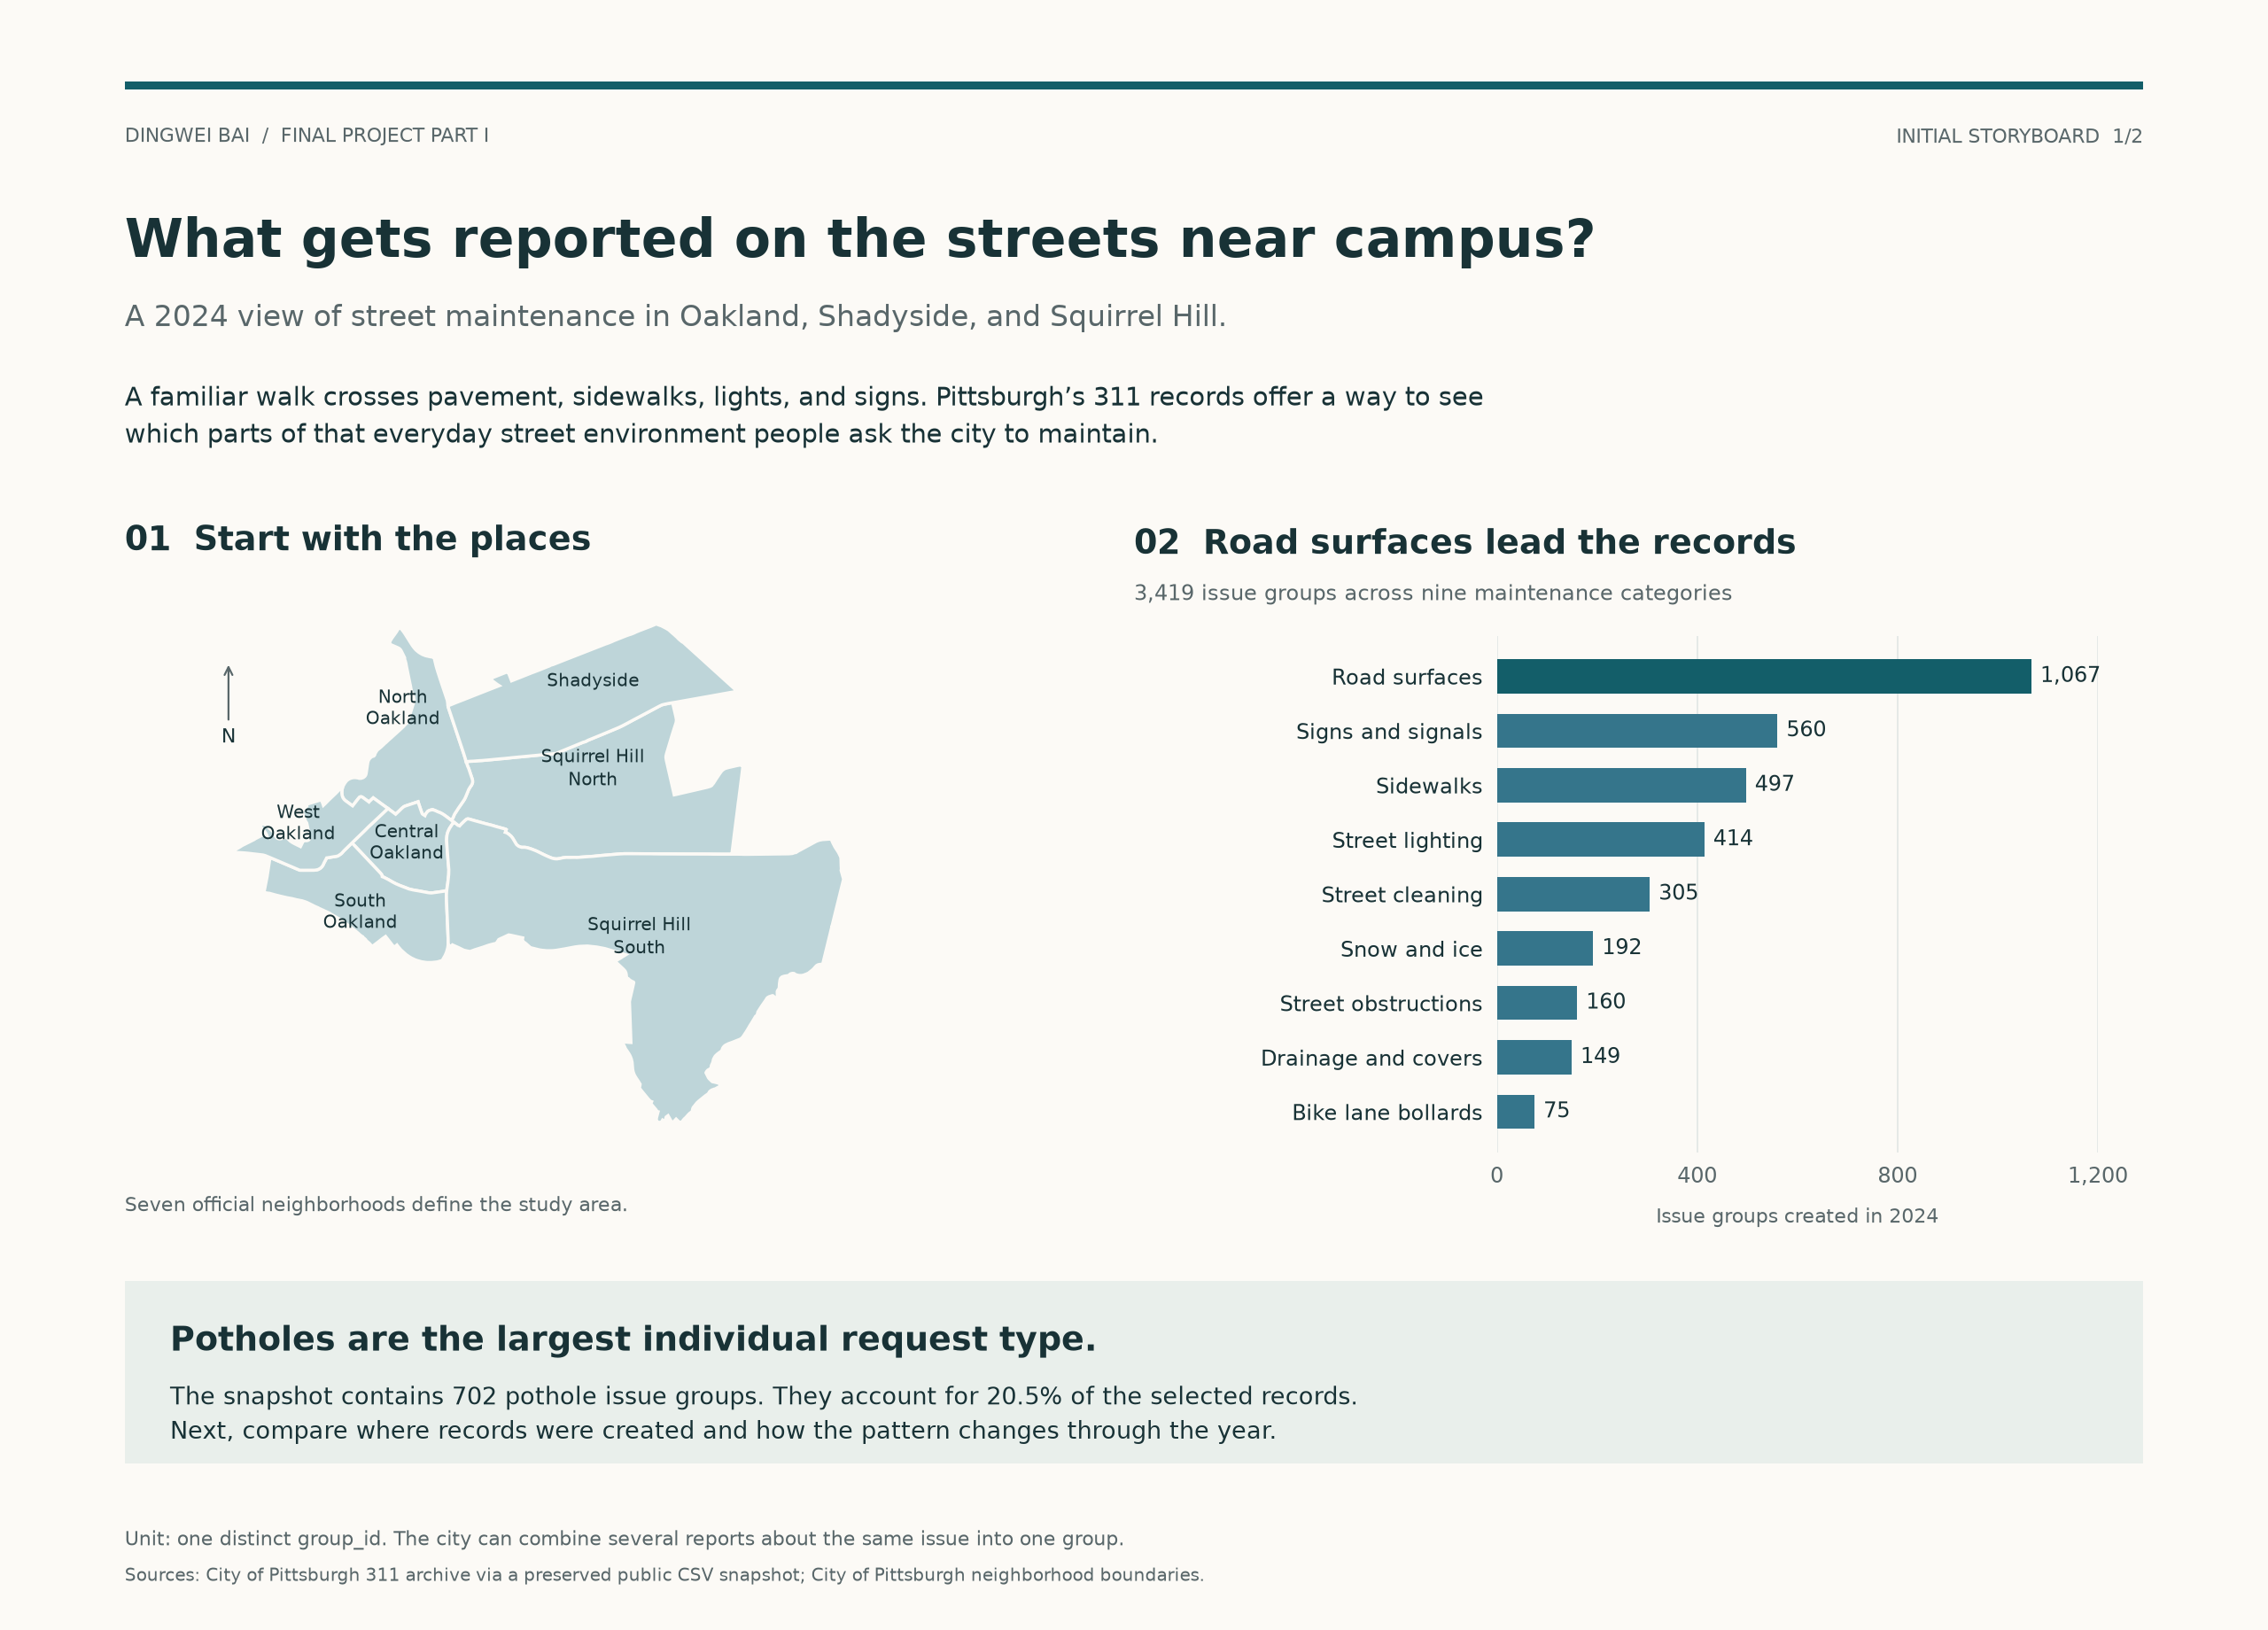 DINGWEI BAI / FINAL PROJECT PART I
INITIAL STORYBOARD 1/2
What gets reported on the streets near campus?
A 2024 view of street maintenance in Oakland, Shadyside, and Squirrel Hill.
A familiar walk crosses pavement, sidewalks, lights, and signs. Pittsburgh’s 311 records offer a way to see
which parts of that everyday street environment people ask the city to maintain.
01 Start with the places
N
North
Oakland
Shadyside
Squirrel Hill
North
West
Oakland
Central
Oakland
South
Oakland
Squirrel Hill
South
Seven official neighborhoods define the study area.
02 Road surfaces lead the records
3,419 issue groups across nine maintenance categories
Road surfaces 1,067
Signs and signals 560
Sidewalks 497
Street lighting 414
Street cleaning 305
Snow and ice 192
Street obstructions 160
Drainage and covers 149
Bike lane bollards 75
0 400 800 1,200
Issue groups created in 2024
Potholes are the largest individual request type.
The snapshot contains 702 pothole issue groups. They account for 20.5% of the selected records.
Next, compare where records were created and how the pattern changes through the year.
Unit: one distinct group_id. The city can combine several reports about the same issue into one group.
Sources: City of Pittsburgh 311 archive via a preserved public CSV snapshot; City of Pittsburgh neighborhood boundaries.